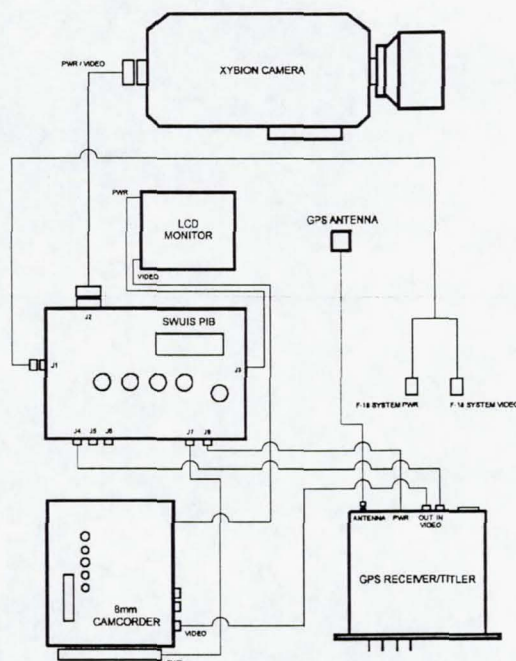 XYBION CAMERA
PWR / VIDEO
PWR
LCD
MONITOR
VIDEO
GPS ANTENNA
J2
SWUIS PIB
J1
J3
F-18 SYSTEM PWR
F-18 SYSTEM VIDEO
J4 J5 J6
J7
ANTENNA
PWR
OUT IN
VIDEO
GPS RECEIVER/TITLER
8mm
CAMCORDER
VIDEO